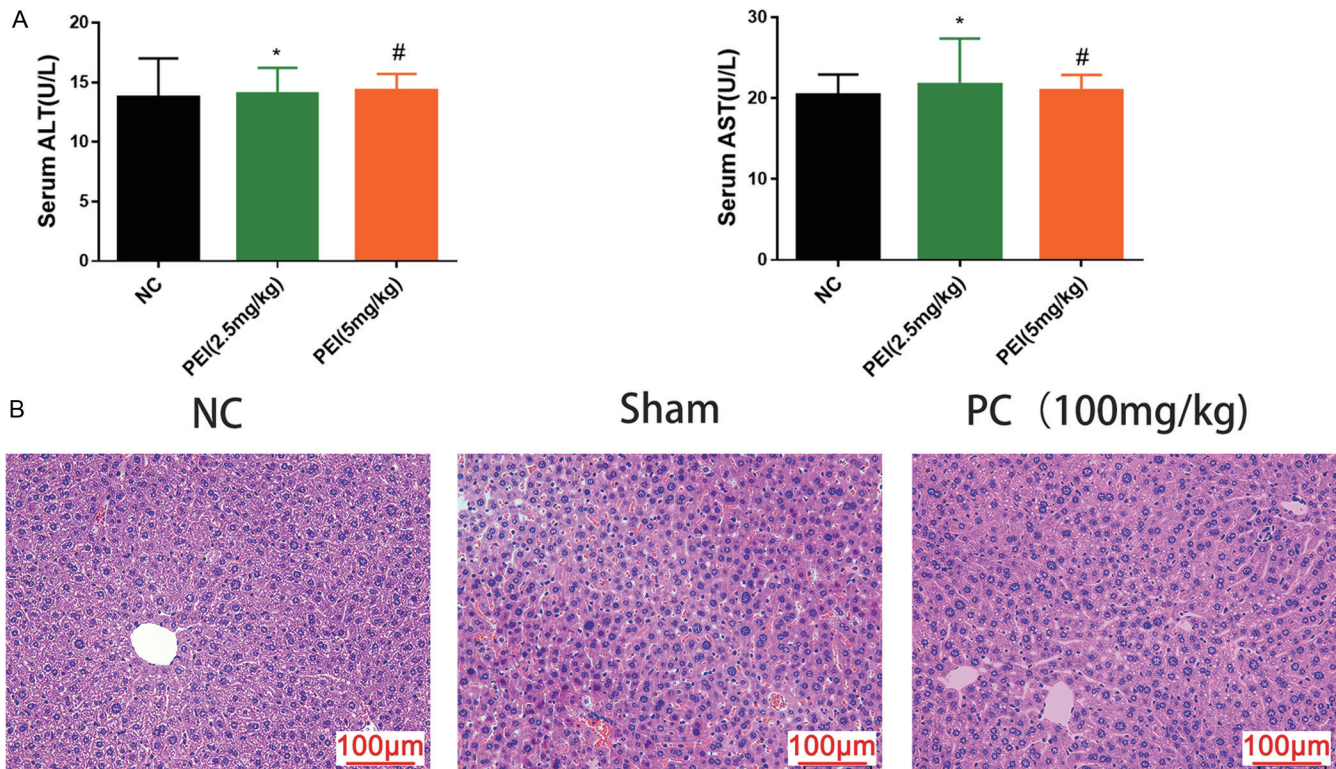 A
Serum ALT(U/L)
20
15
10
5
0
*
#
NC
PEI(2.5mg/kg)
PEI(5mg/kg)
Serum AST(U/L)
30
20
10
0
*
#
NC
PEI(2.5mg/kg)
PEI(5mg/kg)
B
NC
Sham
PC（100mg/kg)
100μm
100μm
100μm